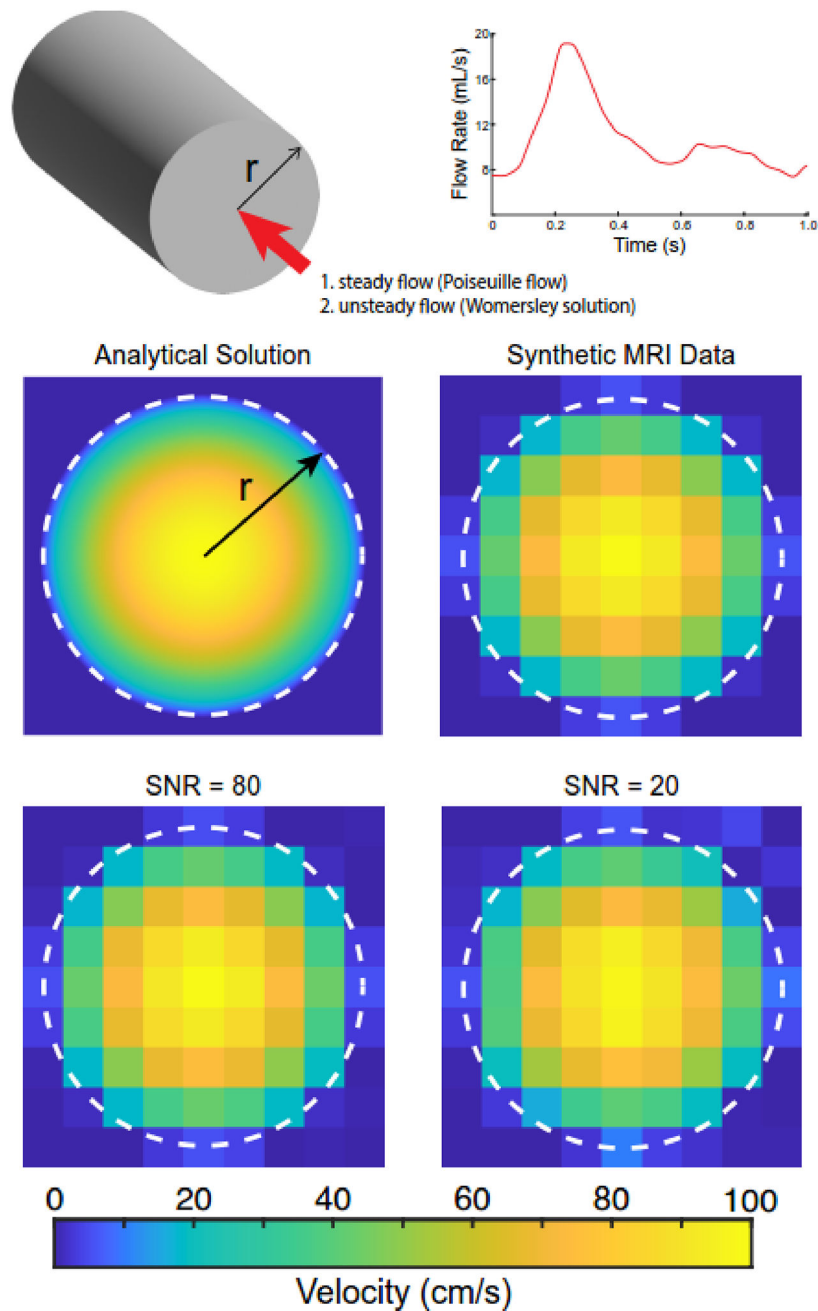 r
20
16
12
8
Flow Rate (mL/s)
0 0.2 0.4 0.6 0.8 1.0
Time (s)
1. steady flow (Poiseuille flow)
2. unsteady flow (Womersley solution)
Analytical Solution
Synthetic MRI Data
r
SNR = 80
SNR = 20
0 20 40 60 80 100
Velocity (cm/s)